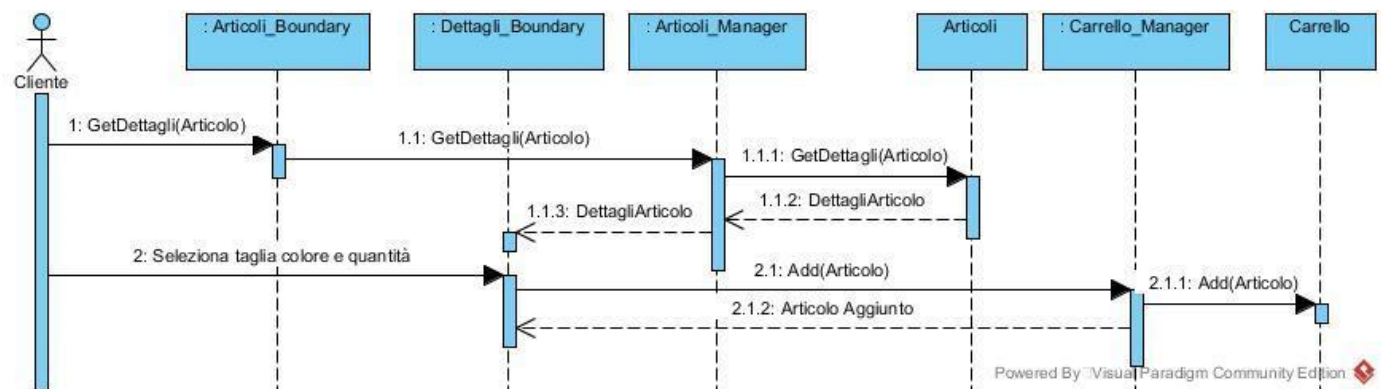 : Articoli_Boundary
: Dettagli_Boundary
: Articoli_Manager
Articoli
: Carrello_Manager
Carrello
Cliente
1: GetDettagli(Articolo)
1.1: GetDettagli(Articolo)
1.1.1: GetDettagli(Articolo)
1.1.2: DettagliArticolo
1.1.3: DettagliArticolo
2: Seleziona taglia colore e quantità
2.1: Add(Articolo)
2.1.1: Add(Articolo)
2.1.2: Articolo Aggiunto
Powered By Visual Paradigm Community Edition